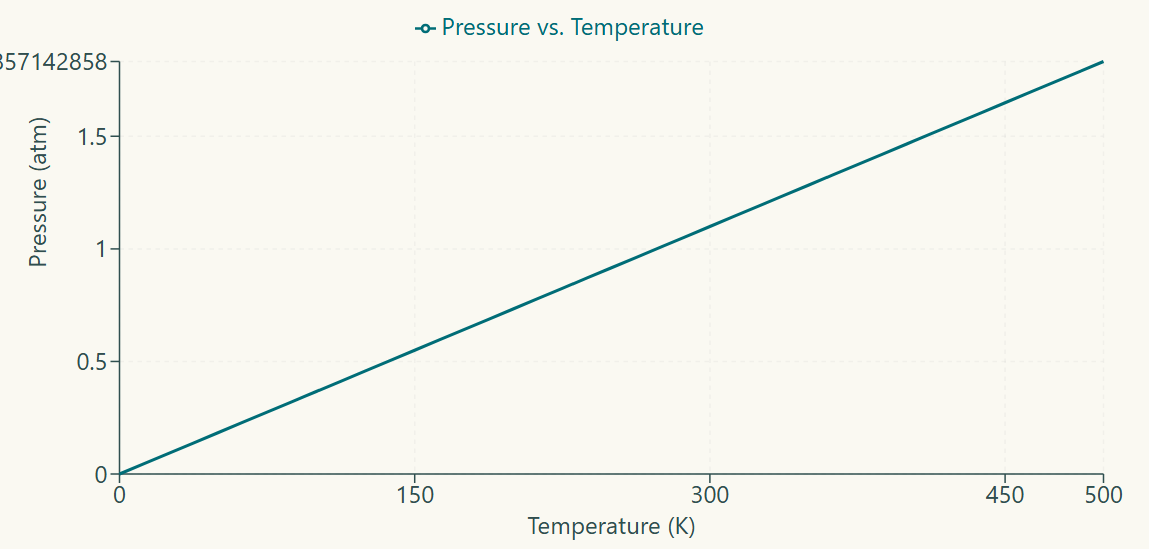 Pressure vs. Temperature
357142858
1.5
1
0.5
0
Pressure (atm)
0 150 300 450 500
Temperature (K)